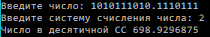 Введите число: 1010111010.1110111
Введите систему счисления числа: 2
Число в десятичной СС 698.9296875